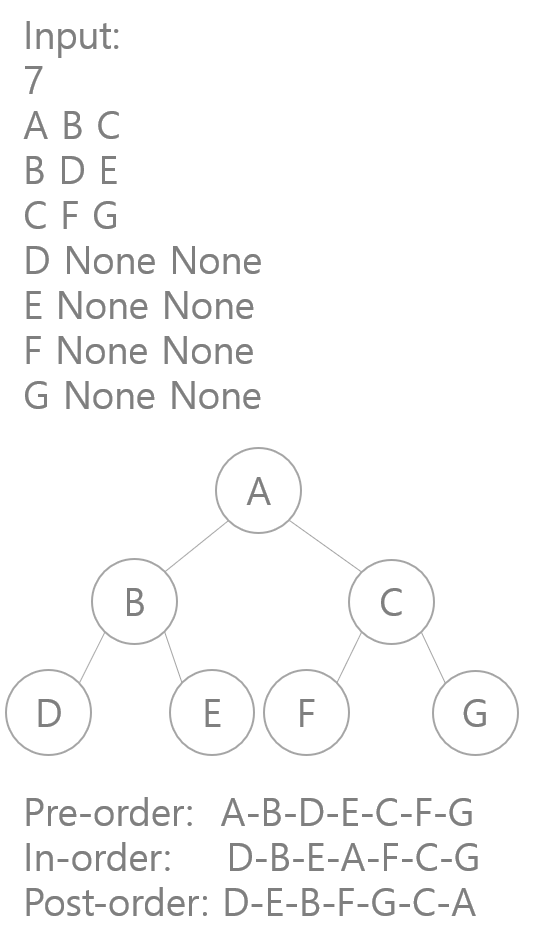 Input:
7
A B C
B D E
C F G
D None None
E None None
F None None
G None None
A
B C
D E F G
Pre-order: A-B-D-E-C-F-G
In-order: D-B-E-A-F-C-G
Post-order: D-E-B-F-G-C-A